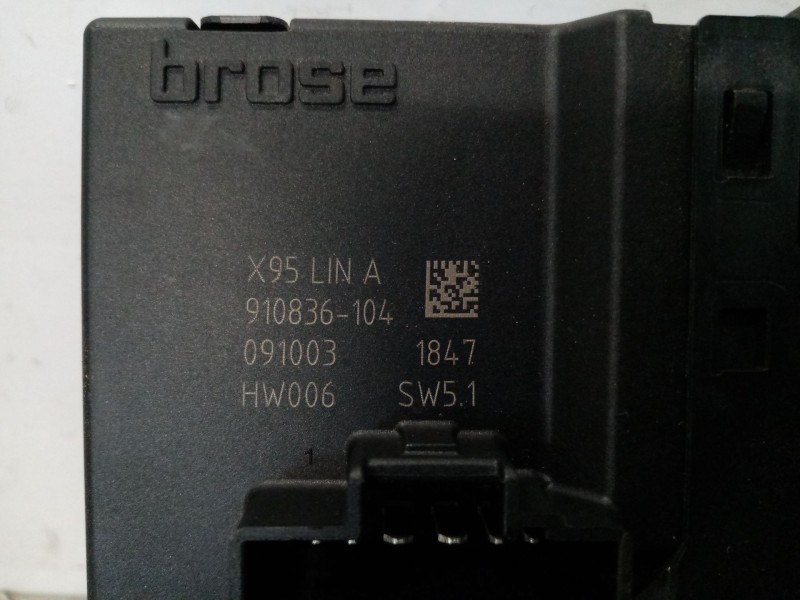 brose
X95 LIN A
910836-104
091003 1847
HW006 SW5.1
1